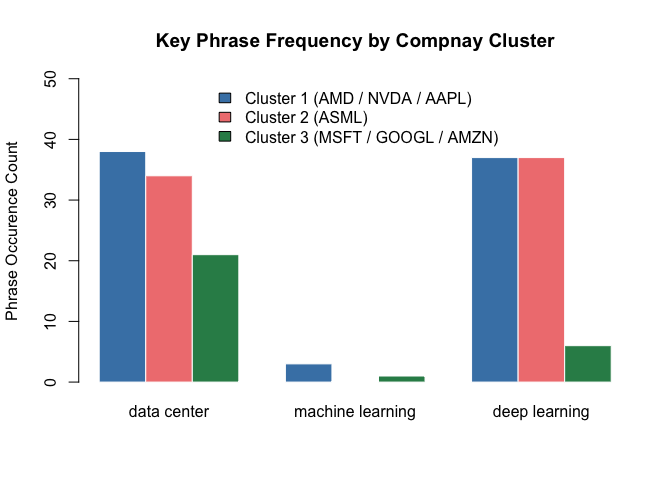 Key Phrase Frequency by Compnay Cluster
Cluster 1 (AMD / NVDA / AAPL)
Cluster 2 (ASML)
Cluster 3 (MSFT / GOOGL / AMZN)
Phrase Occurence Count
50
40
30
20
10
0
data center machine learning deep learning